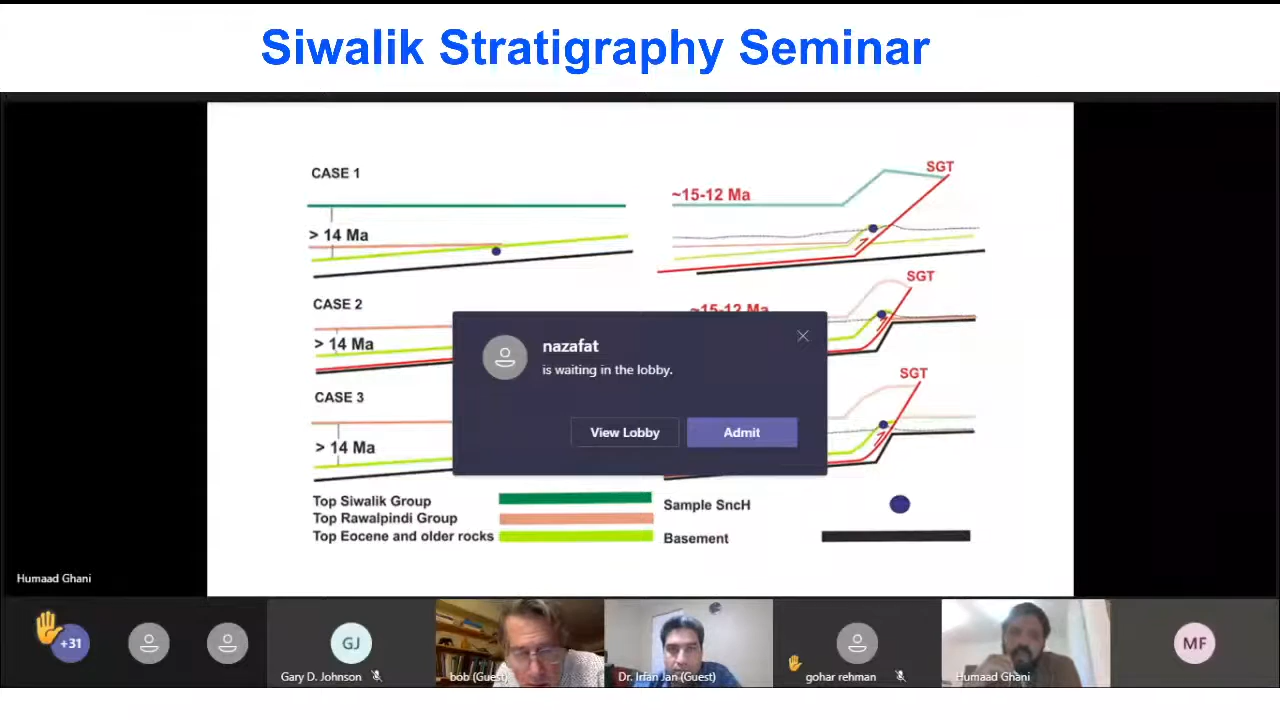 Siwalik Stratigraphy Seminar
CASE 1
> 14 Ma
~15-12 Ma
SGT
CASE 2
> 14 Ma
~15-12 Ma
SGT
CASE 3
> 14 Ma
SGT
nazafat
is waiting in the lobby.
View Lobby
Admit
Top Siwalik Group
Top Rawalpindi Group
Top Eocene and older rocks
Sample SncH
Basement
Humaad Ghani
+31
GJ
Gary D. Johnson
bob (Guest)
Dr. Irfan Jan (Guest)
gohar rehman
Humaad Ghani
MF